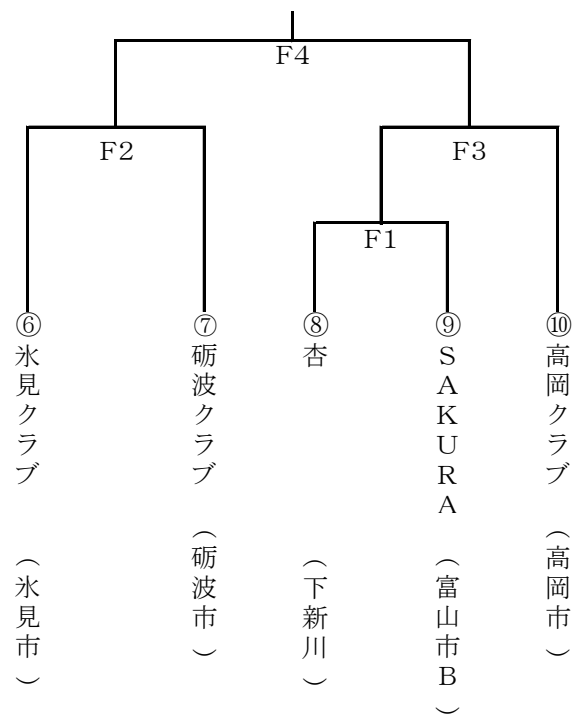 F4
F2
F3
F1
⑥氷見クラブ（氷見市）
⑦砺波クラブ（砺波市）
⑧杏（下新川）
⑨SAKURA（富山市B）
⑩高岡クラブ（高岡市）